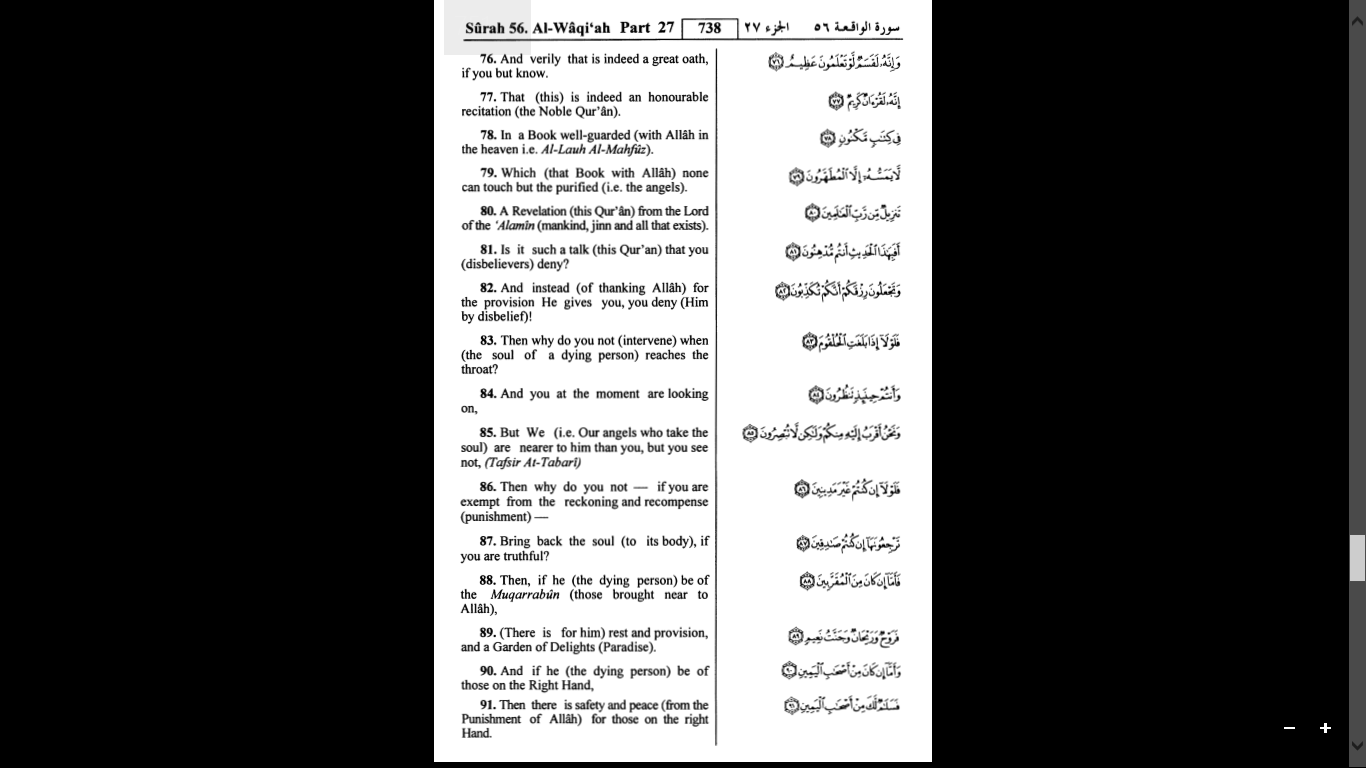 Sûrah 56. Al-Wâqi‘ah Part 27 738 الجزء ٢٧ سورة الواقعة ٥٦
76. And verily that is indeed a great oath,
if you but know.
وَإِنَّهُۥ لَقَسَمٌ لَّوْ تَعْلَمُونَ عَظِيمٌ ٧٦
77. That (this) is indeed an honourable
recitation (the Noble Qur’ân).
إِنَّهُۥ لَقُرْءَانٌ كَرِيمٌ ٧٧
78. In a Book well-guarded (with Allâh in
the heaven i.e. Al-Lauh Al-Mahfûz).
فِى كِتَٰبٍ مَّكْنُونٍ ٧٨
79. Which (that Book with Allâh) none
can touch but the purified (i.e. the angels).
لَّا يَمَسُّهُۥٓ إِلَّا ٱلْمُطَهَّرُونَ ٧٩
80. A Revelation (this Qur’ân) from the Lord
of the ‘Alamîn (mankind, jinn and all that exists).
تَنزِيلٌ مِّن رَّبِّ ٱلْعَٰلَمِينَ ٨٠
81. Is it such a talk (this Qur’an) that you
(disbelievers) deny?
أَفَبِهَٰذَا ٱلْحَدِيثِ أَنتُم مُّدْهِنُونَ ٨١
82. And instead (of thanking Allâh) for
the provision He gives you, you deny (Him
by disbelief)!
وَتَجْعَلُونَ رِزْقَكُمْ أَنَّكُمْ تُكَذِّبُونَ ٨٢
83. Then why do you not (intervene) when
(the soul of a dying person) reaches the
throat?
فَلَوْلَآ إِذَا بَلَغَتِ ٱلْحُلْقُومَ ٨٣
84. And you at the moment are looking
on,
وَأَنتُمْ حِينَئِذٍ تَنظُرُونَ ٨٤
85. But We (i.e. Our angels who take the
soul) are nearer to him than you, but you see
not, (Tafsir At-Tabarî)
وَنَحْنُ أَقْرَبُ إِلَيْهِ مِنكُمْ وَلَٰكِن لَّا تُبْصِرُونَ ٨٥
86. Then why do you not — if you are
exempt from the reckoning and recompense
(punishment) —
فَلَوْلَآ إِن كُنتُمْ غَيْرَ مَدِينِينَ ٨٦
87. Bring back the soul (to its body), if
you are truthful?
تَرْجِعُونَهَآ إِن كُنتُمْ صَٰدِقِينَ ٨٧
88. Then, if he (the dying person) be of
the Muqarrabûn (those brought near to
Allâh),
فَأَمَّآ إِن كَانَ مِنَ ٱلْمُقَرَّبِينَ ٨٨
89. (There is for him) rest and provision,
and a Garden of Delights (Paradise).
فَرَوْحٌ وَرَيْحَانٌ وَجَنَّتُ نَعِيمٍ ٨٩
90. And if he (the dying person) be of
those on the Right Hand,
وَأَمَّآ إِن كَانَ مِنْ أَصْحَٰبِ ٱلْيَمِينِ ٩٠
91. Then there is safety and peace (from the
Punishment of Allâh) for those on the right
Hand.
فَسَلَٰمٌ لَّكَ مِنْ أَصْحَٰبِ ٱلْيَمِينِ ٩١